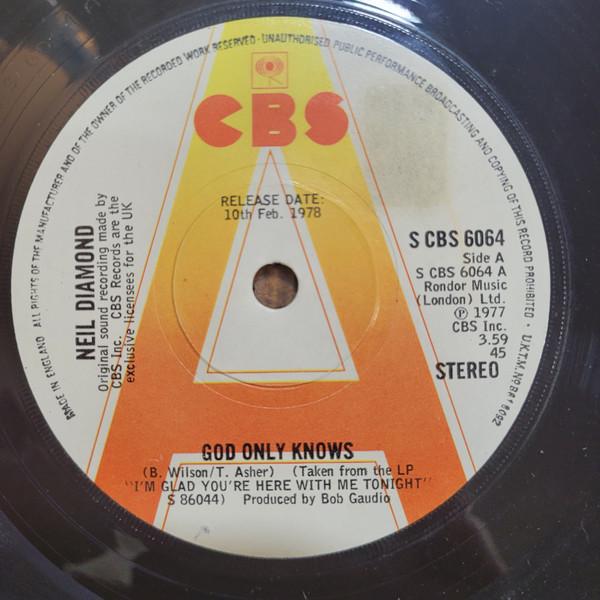 ALL RIGHTS OF THE MANUFACTURER AND OF THE OWNER OF THE RECORDED WORK RESERVED · UNAUTHORISED PUBLIC PERFORMANCE BROADCASTING AND COPYING OF THIS RECORD PROHIBITED ·
CBS
RELEASE DATE:
10th Feb. 1978
NEIL DIAMOND
Original sound recording made by
CBS Inc. CBS Records are the
exclusive licensees for the UK
S CBS 6064
Side A
S CBS 6064 A
Rondor Music
(London) Ltd.
Ⓟ 1977
CBS Inc.
3.59
45
STEREO
GOD ONLY KNOWS
(B. Wilson/T. Asher) (Taken from the LP
"I'M GLAD YOU'RE HERE WITH ME TONIGHT"
S 86044) Produced by Bob Gaudio
MADE IN ENGLAND
A